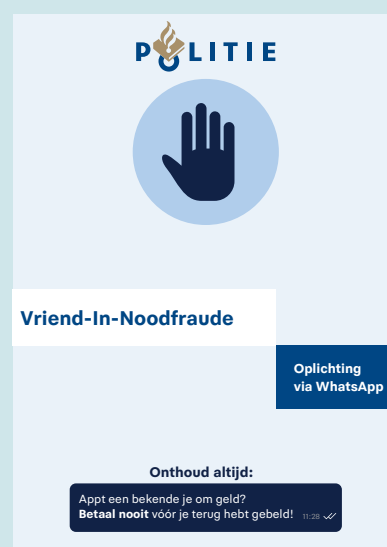 POLITIE
Vriend-In-Noodfraude
Oplichting
via WhatsApp
Onthoud altijd:
Appt een bekende je om geld?
Betaal nooit vóór je terug hebt gebeld! 11:28